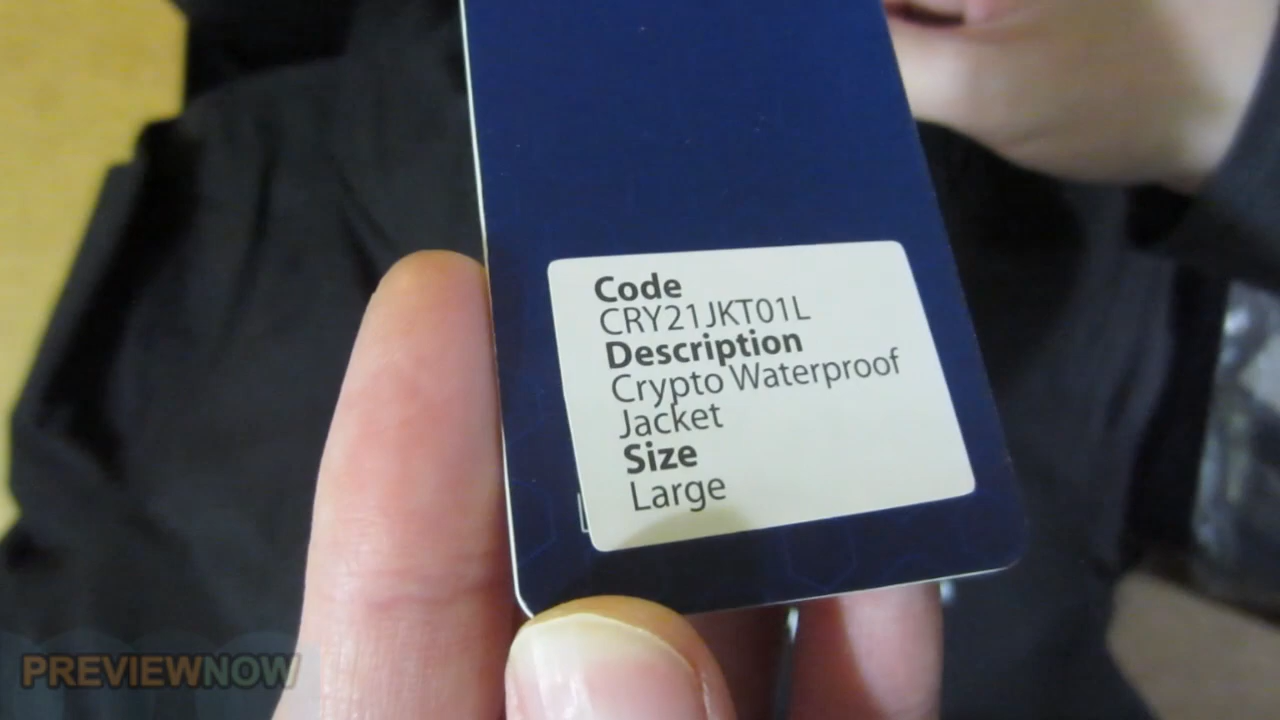 Code
CRY21JKT01L
Description
Crypto Waterproof
Jacket
Size
Large
PREVIEWNOW